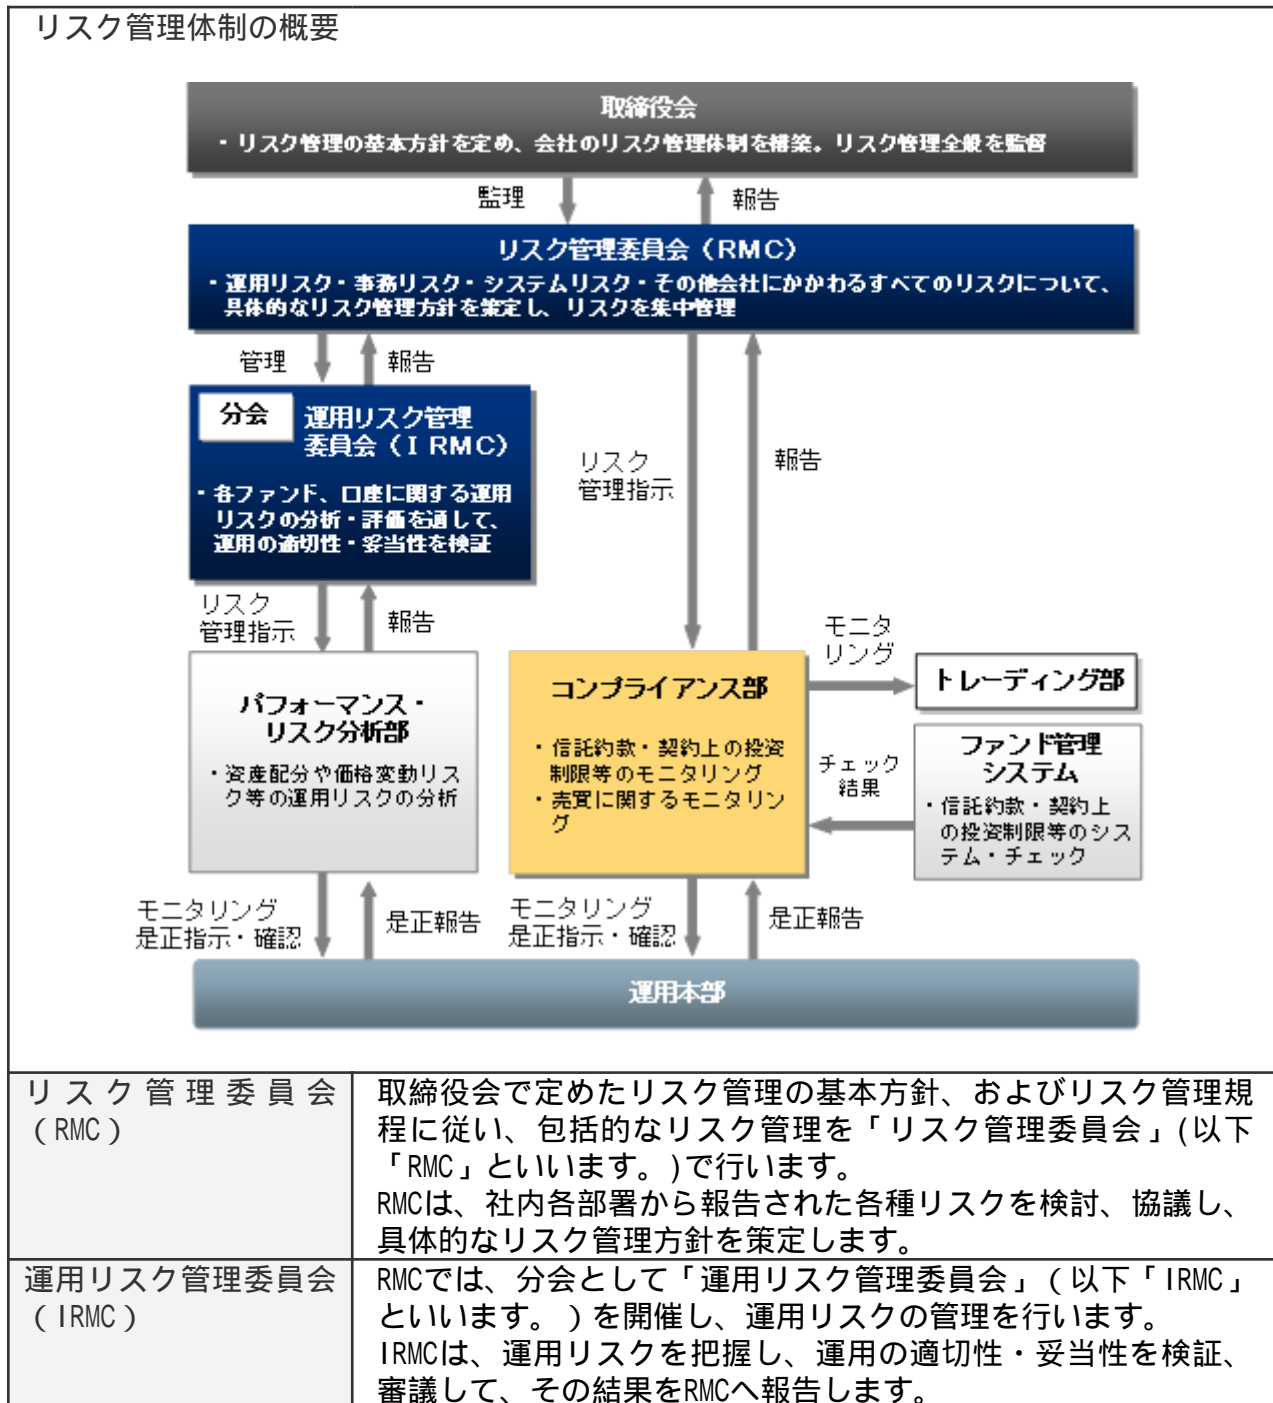 リスク管理体制の概要
取締役会
・リスク管理の基本方針を定め、会社のリスク管理体制を構築。リスク管理全般を監督
監理
報告
リスク管理委員会（RMC）
・運用リスク・事務リスク・システムリスク・その他会社にかかわるすべてのリスクについて、
具体的なリスク管理方針を策定し、リスクを集中管理
管理
報告
分会
運用リスク管理
委員会（IRMC）
・各ファンド、口座に関する運用
リスクの分析・評価を通して、
運用の適切性・妥当性を検証
リスク
管理指示
報告
リスク
管理指示
報告
パフォーマンス・
リスク分析部
・資産配分や価格変動リス
ク等の運用リスクの分析
コンプライアンス部
・信託約款・契約上の投資
制限等のモニタリング
・売買に関するモニタリン
グ
モニタ
リング
トレーディング部
チェック
結果
ファンド管理
システム
・信託約款・契約上
の投資制限等のシス
テム・チェック
モニタリング
是正指示・確認
是正報告
モニタリング
是正指示・確認
是正報告
運用本部
リスク管理委員会
（RMC）
取締役会で定めたリスク管理の基本方針、およびリスク管理規
程に従い、包括的なリスク管理を「リスク管理委員会」(以下
「RMC」といいます。)で行います。
RMCは、社内各部署から報告された各種リスクを検討、協議し、
具体的なリスク管理方針を策定します。
運用リスク管理委員会
（IRMC）
RMCでは、分会として「運用リスク管理委員会」（以下「IRMC」
といいます。）を開催し、運用リスクの管理を行います。
IRMCは、運用リスクを把握し、運用の適切性・妥当性を検証、
審議して、その結果をRMCへ報告します。